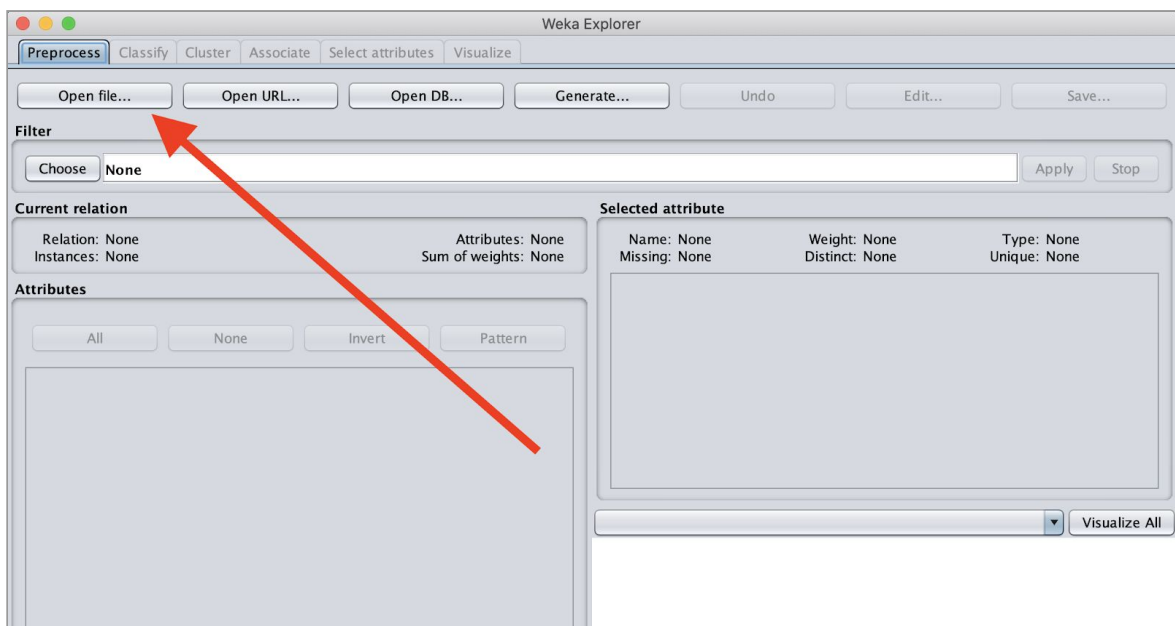 Weka Explorer
Preprocess Classify Cluster Associate Select attributes Visualize
Open file... Open URL... Open DB... Generate... Undo Edit... Save...
Filter
Choose None Apply Stop
Current relation
Relation: None Attributes: None
Instances: None Sum of weights: None
Selected attribute
Name: None Weight: None Type: None
Missing: None Distinct: None Unique: None
Attributes
All None Invert Pattern
Visualize All